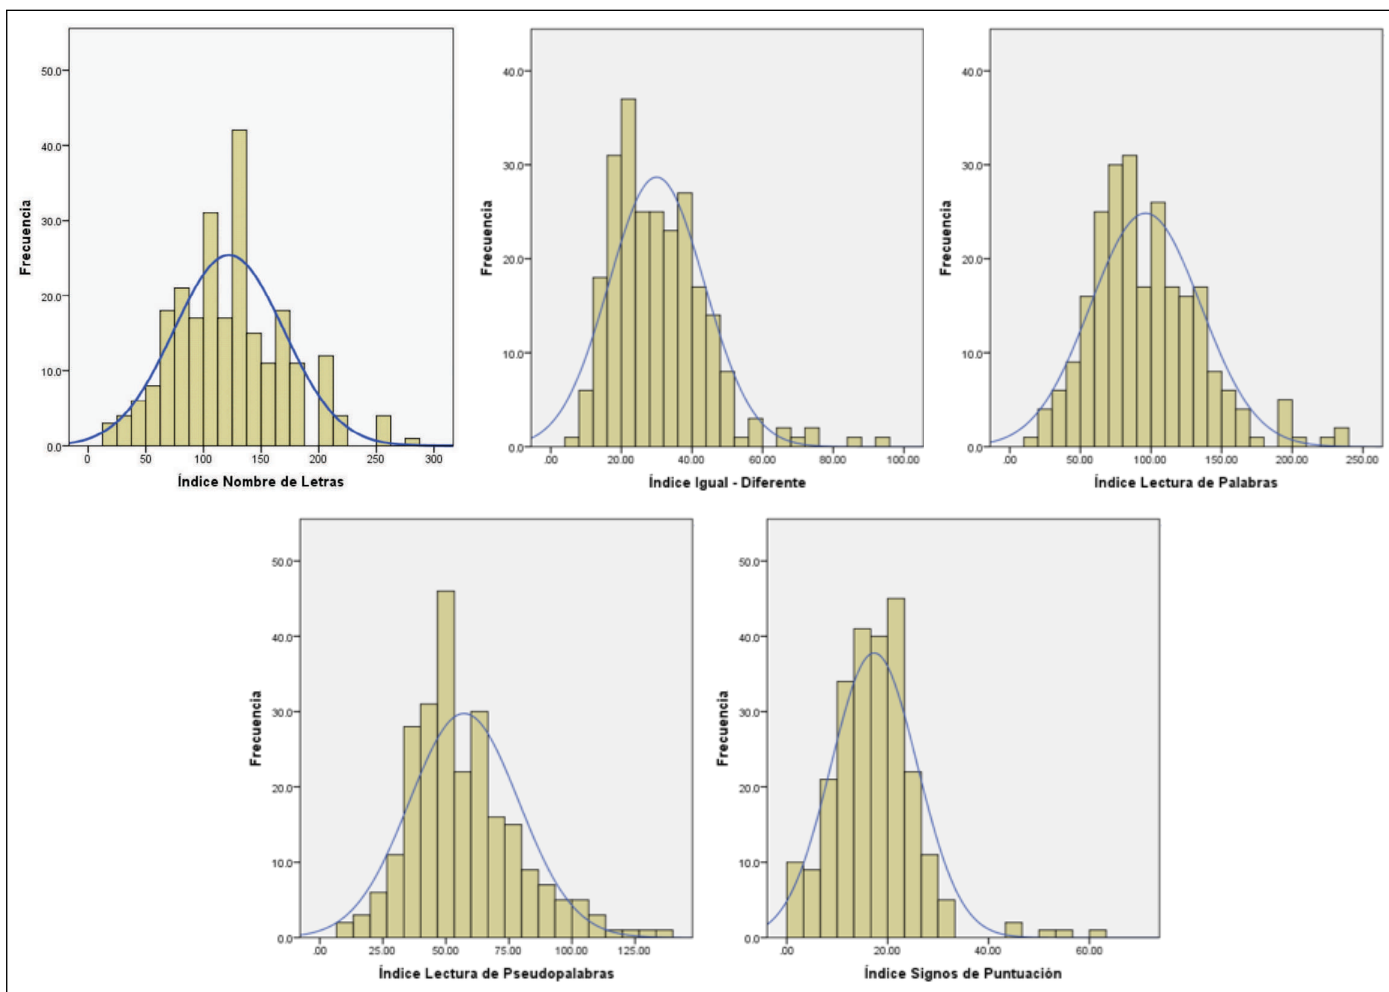 50.0
40.0
30.0
20.0
10.0
0.0
Frecuencia
0 50 100 150 200 250 300
Índice Nombre de Letras
40.0
30.0
20.0
10.0
0.0
Frecuencia
.00 20.00 40.00 60.00 80.00 100.00
Índice Igual - Diferente
40.0
30.0
20.0
10.0
0.0
Frecuencia
.00 50.00 100.00 150.00 200.00 250.00
Índice Lectura de Palabras
50.0
40.0
30.0
20.0
10.0
0.0
Frecuencia
.00 25.00 50.00 75.00 100.00 125.00
Índice Lectura de Pseudopalabras
50.0
40.0
30.0
20.0
10.0
0.0
Frecuencia
.00 20.00 40.00 60.00
Índice Signos de Puntuación